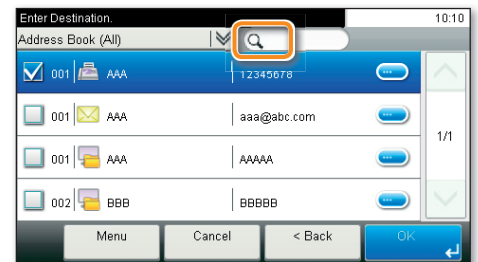 Enter Destination. 10:10
Address Book (All)
001 AAA 12345678
001 AAA aaa@abc.com
001 AAA AAAAA
1/1
002 BBB BBBBB
Menu Cancel < Back OK